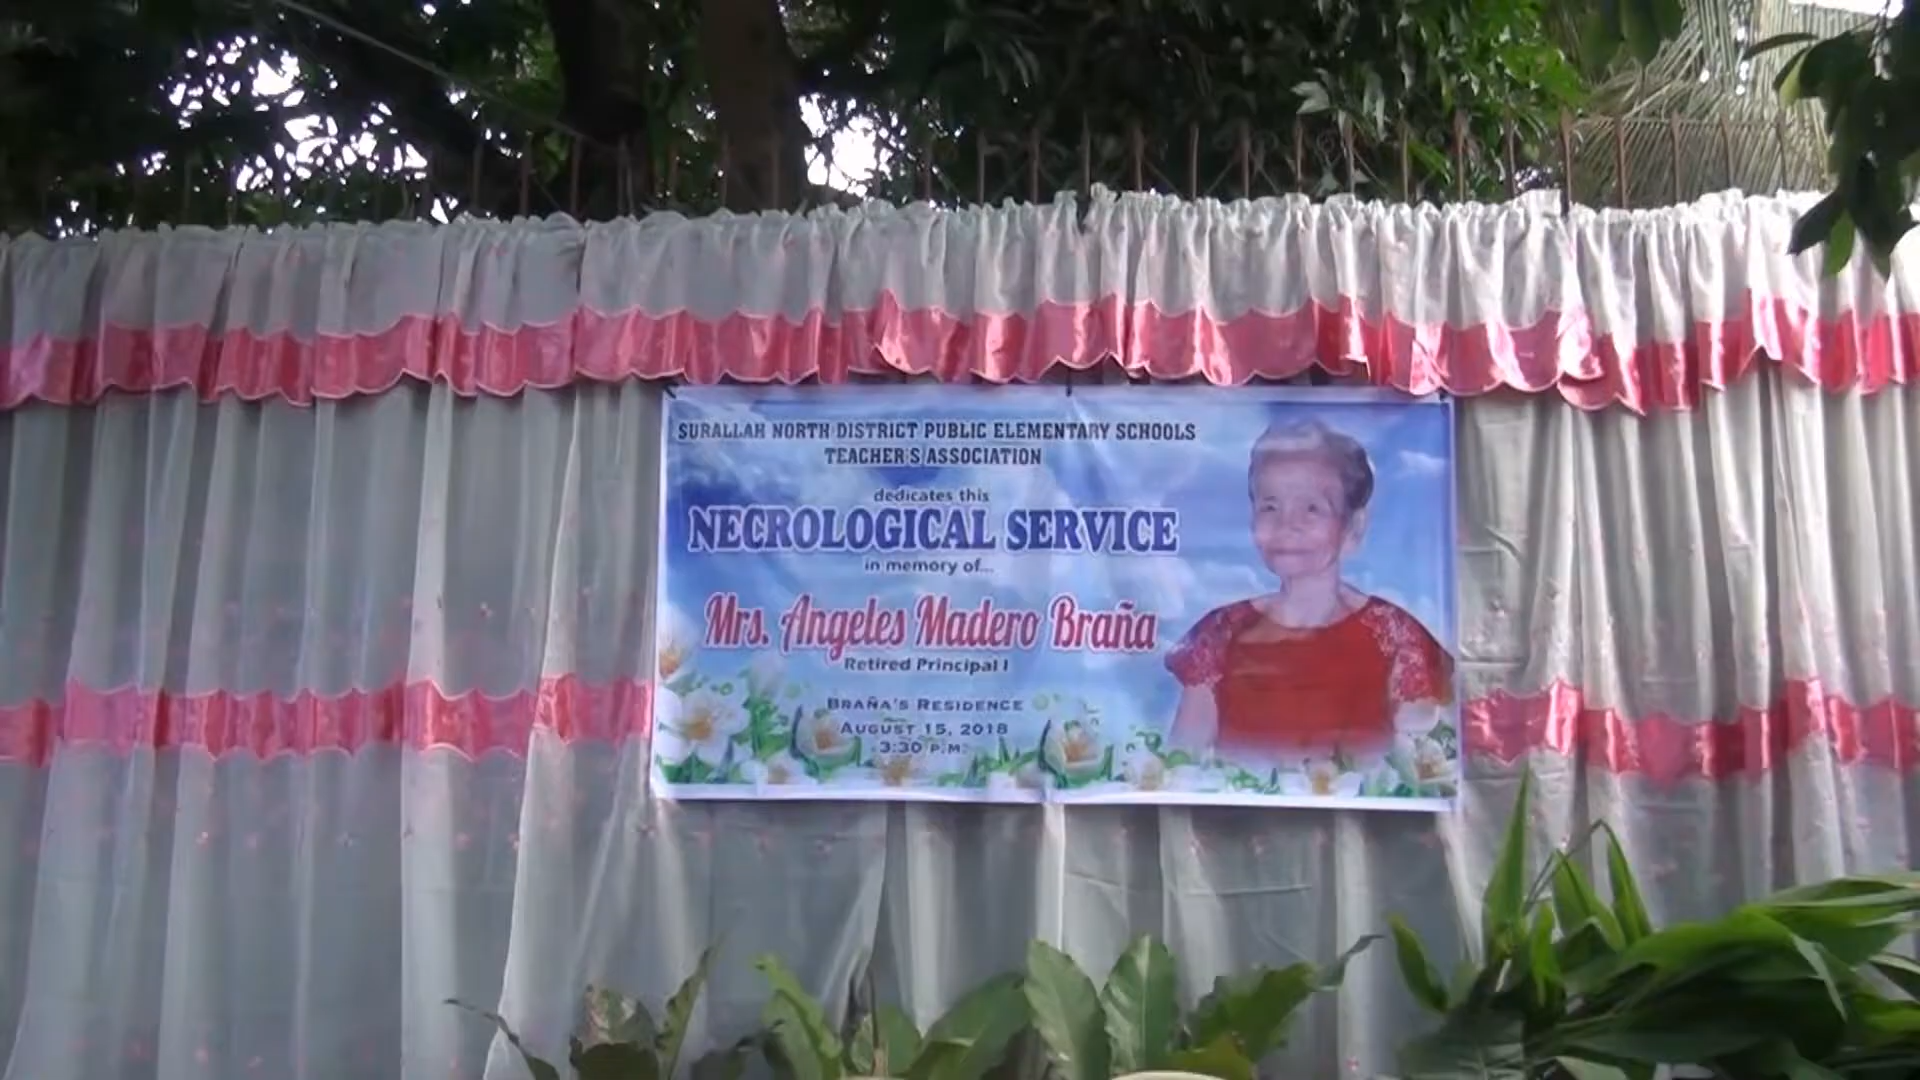 SURALLAH NORTH DISTRICT PUBLIC ELEMENTARY SCHOOLS
TEACHER'S ASSOCIATION
dedicates this
NECROLOGICAL SERVICE
in memory of...
Mrs. Angeles Madero Braña
Retired Principal I
BRAÑA'S RESIDENCE
AUGUST 15, 2018
3:30 P.M.